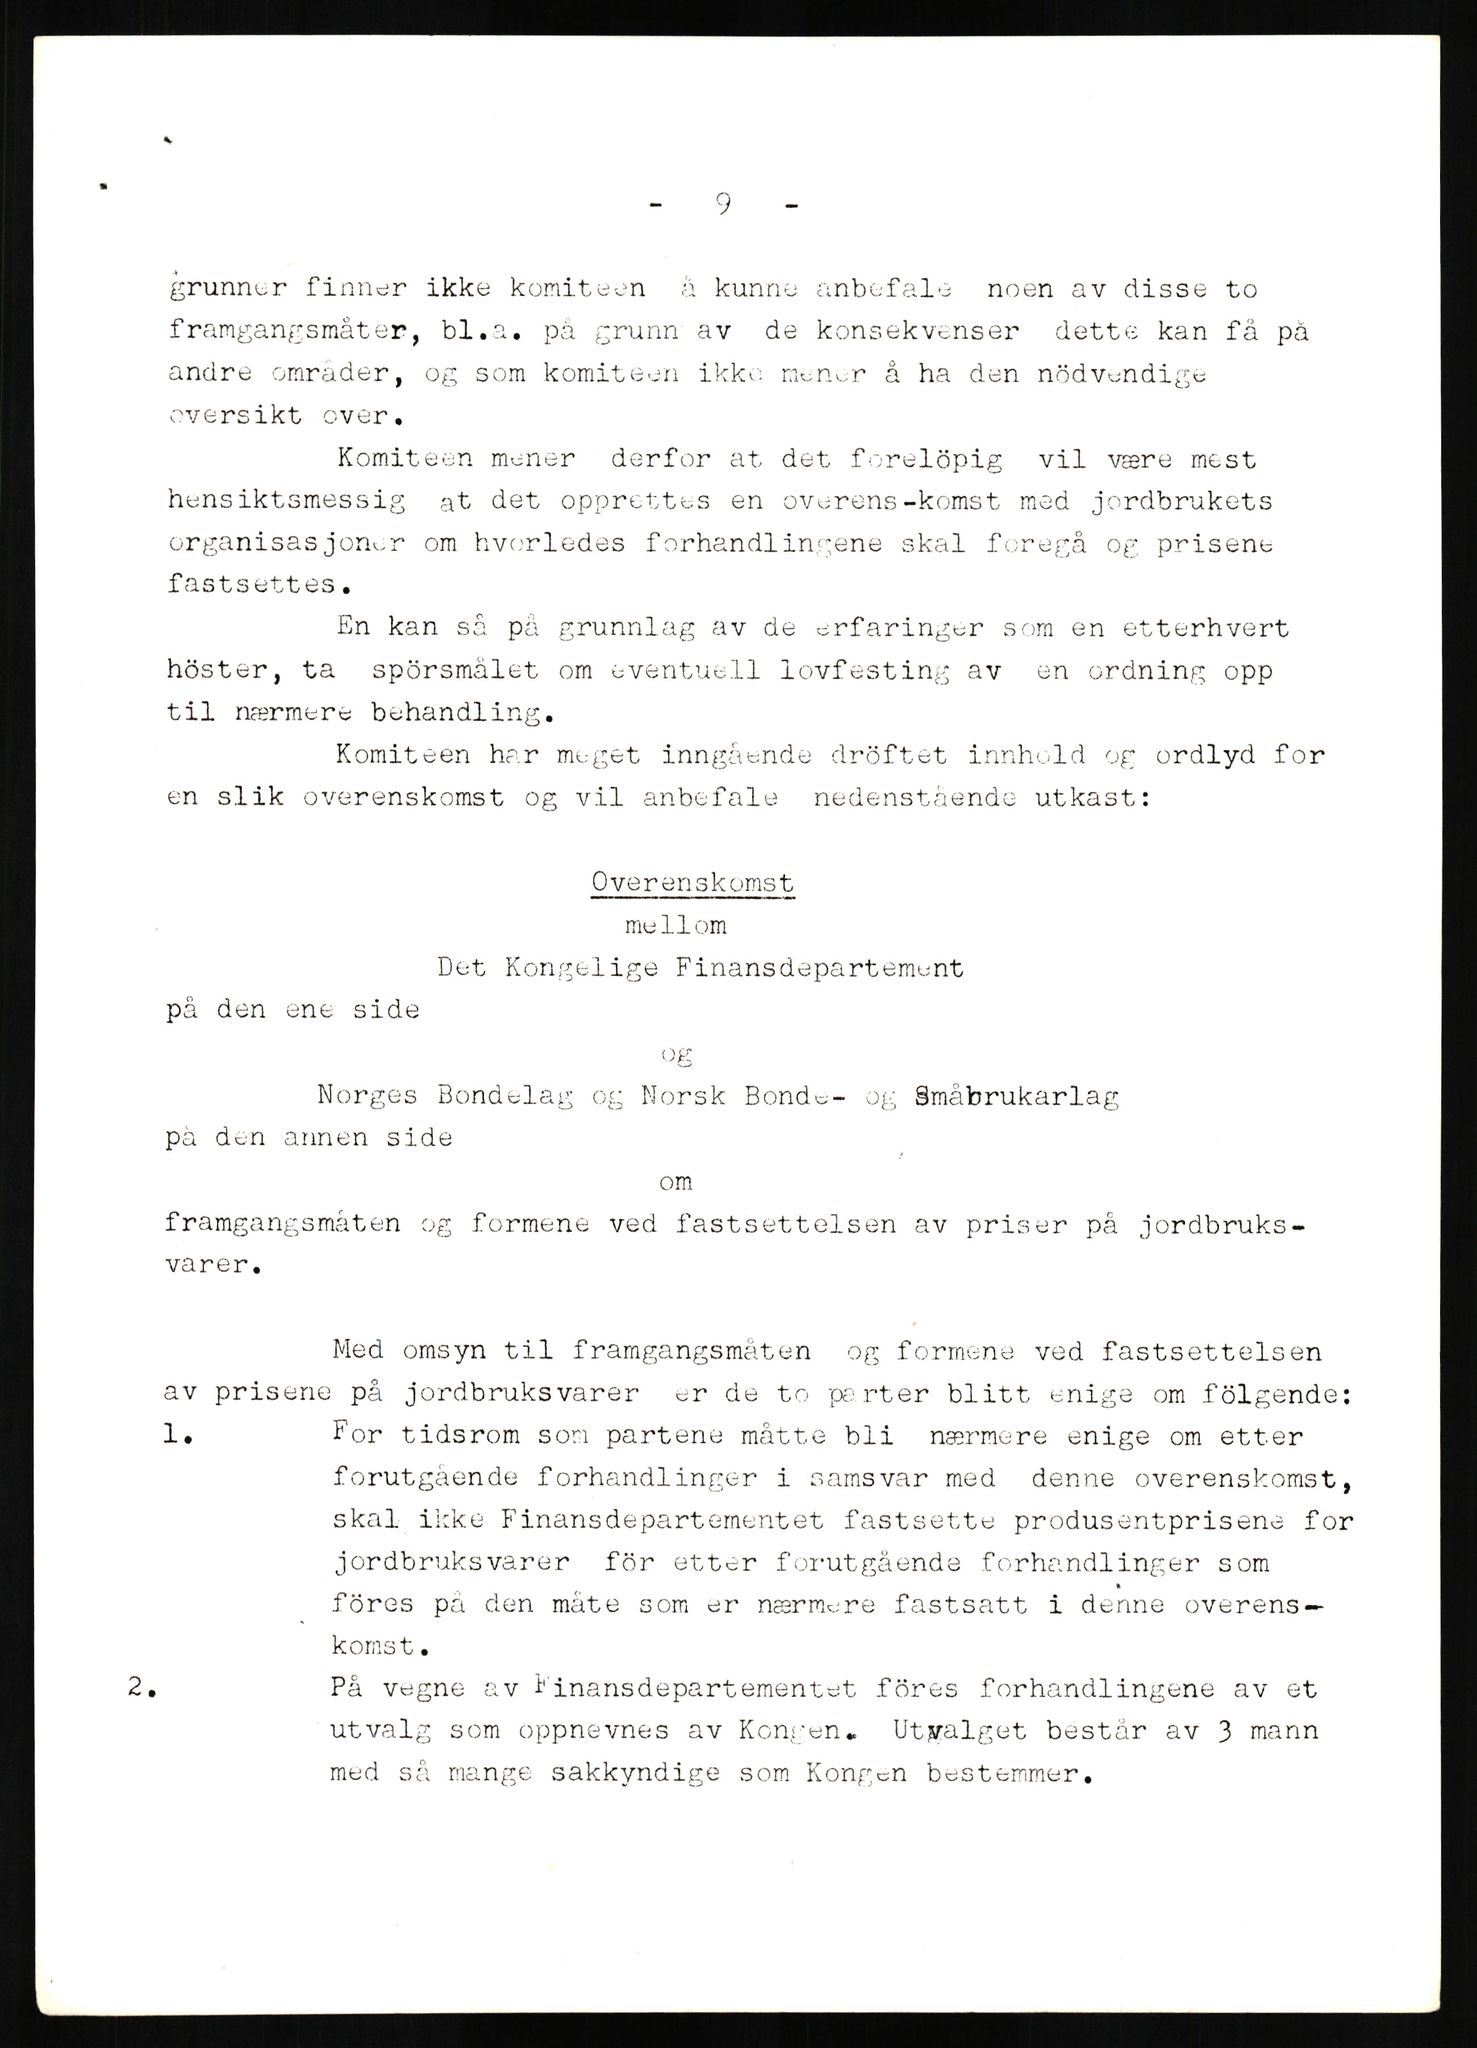 - 9 -
grunner finner ikke komiteen å kunne anbefale noen av disse to
framgangsmåter, bl.a. på grunn av de konsekvenser dette kan få på
andre områder, og som komiteen ikke mener å ha den nödvendige
oversikt over.
Komiteen mener derfor at det forelöpig vil være mest
hensiktsmessig at det opprettes en overens-komst med jordbrukets
organisasjoner om hvorledes forhandlingene skal foregå og prisene
fastsettes.
En kan så på grunnlag av de erfaringer som en etterhvert
höster, ta spörsmålet om eventuell lovfesting av en ordning opp
til nærmere behandling.
Komiteen har meget inngående dröftet innhold og ordlyd for
en slik overenskomst og vil anbefale nedenstående utkast:
Overenskomst
mellom
Det Kongelige Finansdepartement
på den ene side
og
Norges Bondelag og Norsk Bonde- og Småbrukarlag
på den annen side
om
framgangsmåten og formene ved fastsettelsen av priser på jordbruks-
varer.
Med omsyn til framgangsmåten og formene ved fastsettelsen
av prisene på jordbruksvarer er de to parter blitt enige om fölgende:
1. For tidsrom som partene måtte bli nærmere enige om etter
forutgående forhandlinger i samsvar med denne overenskomst,
skal ikke Finansdepartementet fastsette produsentprisene for
jordbruksvarer för etter forutgående forhandlinger som
föres på den måte som er nærmere fastsatt i denne overens-
komst.
2. På vegne av Finansdepartementet föres forhandlingene av et
utvalg som oppnevnes av Kongen. Utvalget består av 3 mann
med så mange sakkyndige som Kongen bestemmer.